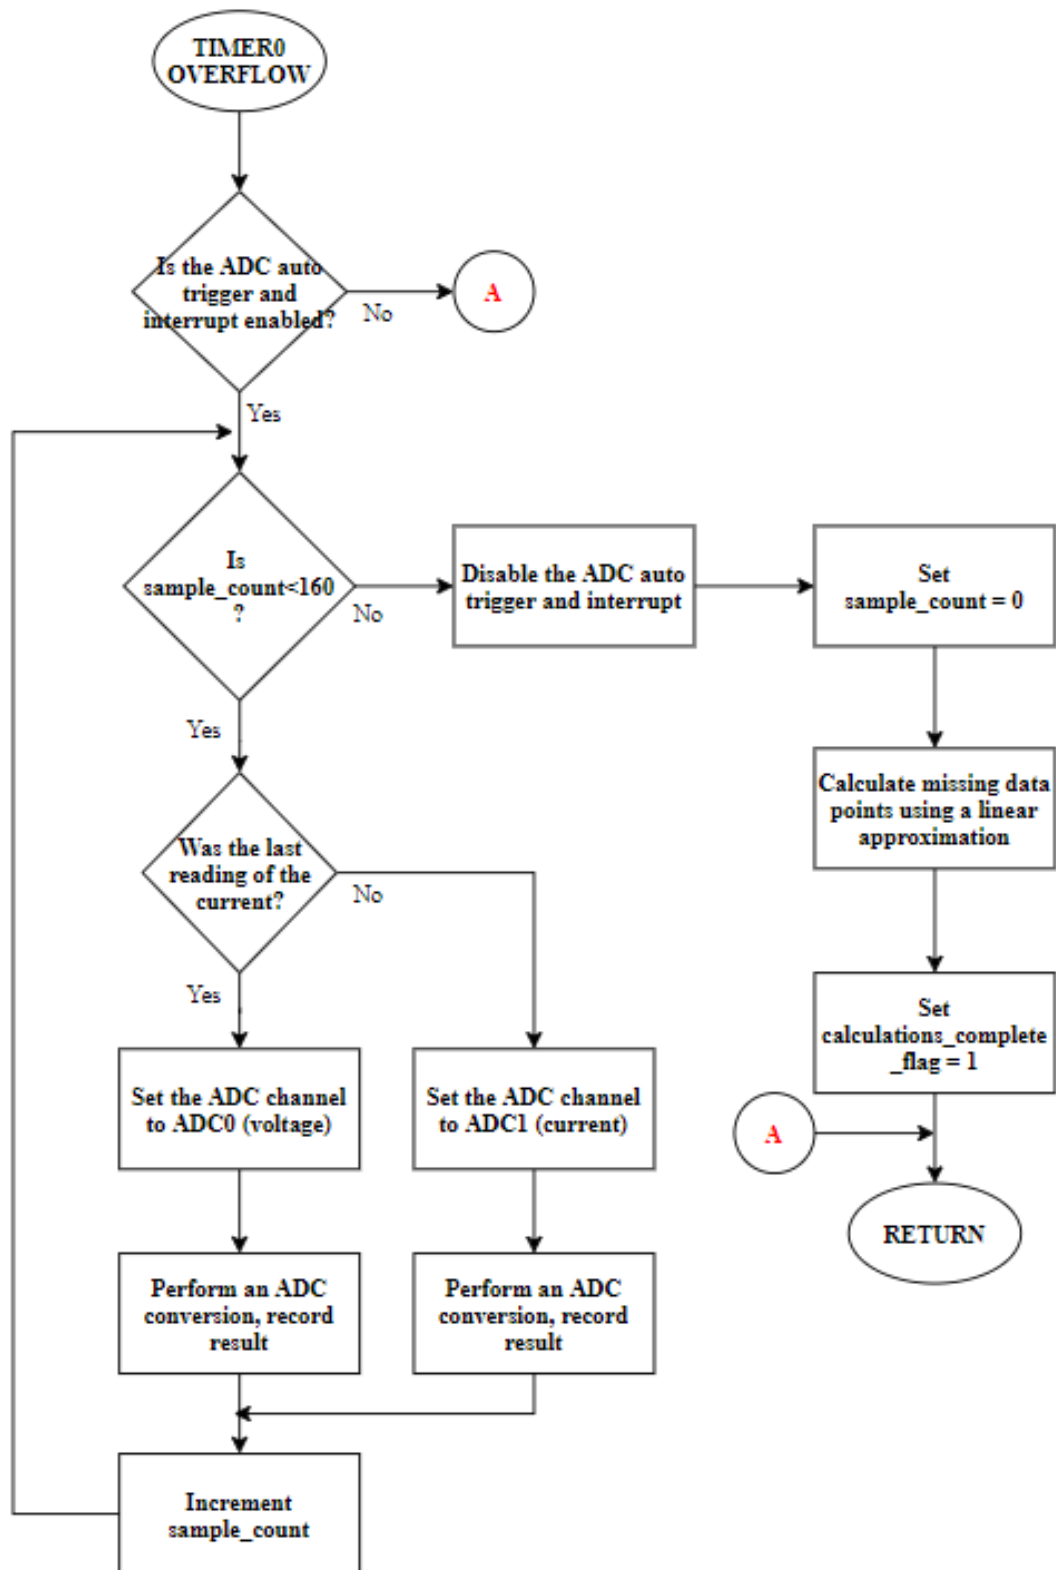 TIMER0
OVERFLOW
Is the ADC auto
trigger and
interrupt enabled?
No
A
Yes
Is
sample_count<160
?
No
Disable the ADC auto
trigger and interrupt
Set
sample_count = 0
Yes
Calculate missing data
points using a linear
approximation
Was the last
reading of the
current?
No
Yes
Set
calculations_complete
_flag = 1
Set the ADC channel
to ADC0 (voltage)
Set the ADC channel
to ADC1 (current)
A
RETURN
Perform an ADC
conversion, record
result
Perform an ADC
conversion, record
result
Increment
sample_count